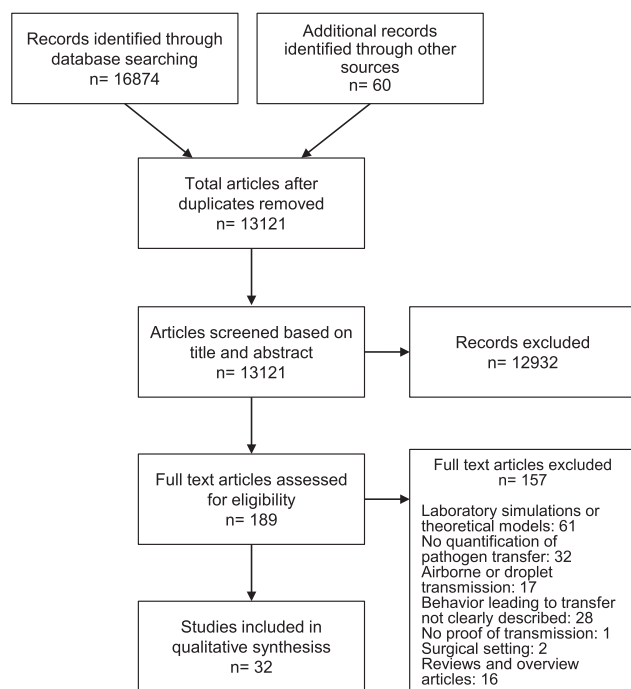 Records identified through
database searching
n= 16874
Additional records
identified through other
sources
n= 60
Total articles after
duplicates removed
n= 13121
Articles screened based on
title and abstract
n= 13121
Records excluded
n= 12932
Full text articles assessed
for eligibility
n= 189
Full text articles excluded
n= 157
Laboratory simulations or
theoretical models: 61
No quantification of
pathogen transfer: 32
Airborne or droplet
transmission: 17
Behavior leading to transfer
not clearly described: 28
No proof of transmission: 1
Surgical setting: 2
Reviews and overview
articles: 16
Studies included in
qualitative synthesiss
n= 32